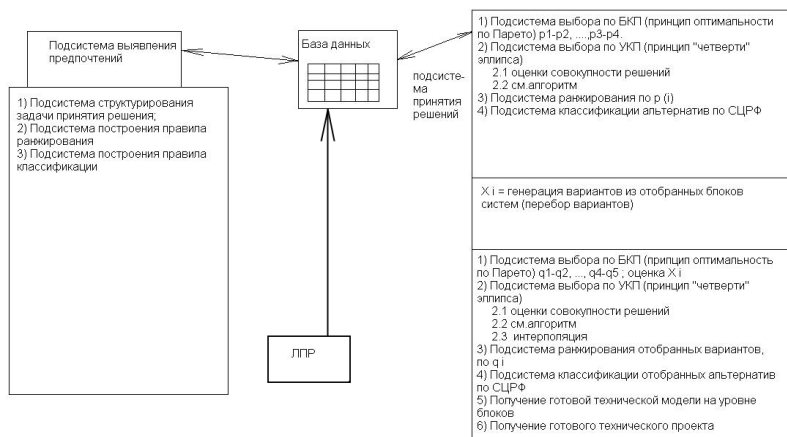 Подсистема выявления
предпочтений
1) Подсистема структурирования
задачи принятия решения;
2) Подсистема построения правила
ранжирования
3) Подсистема построения правила
классификации
База данных
ЛПР
подсисте-
ма
принятия
решений
1) Подсистема выбора по БКП (принцип оптимальности
по Парето) p1-p2, ....,p3-p4.
2) Подсистема выбора по УКП (принцип "четверти"
эллипса)
2.1 оценки совокупности решений
2.2 см.алгоритм
3) Подсистема ранжирования по p (i)
4) Подсистема классификации альтернатив по СЦРФ
X i = генерация вариантов из отобранных блоков
систем (перебор вариантов)
1) Подсистема выбора по БКП (припцип оптимальность
по Парето) q1-q2, ..., q4-q5 ; оценка X i
2) Подсистема выбора по УКП (принцип "четверти"
эллипса)
2.1 оценки совокупности решений
2.2 см.алгоритм
2.3 интерполяция
3) Подсистема ранжирования отобранных вариантов,
по q i
4) Подсистема классификации отобранных альтернатив
по СЦРФ
5) Получение готовой технической модели на уровне
блоков
6) Получение готового технического проекта